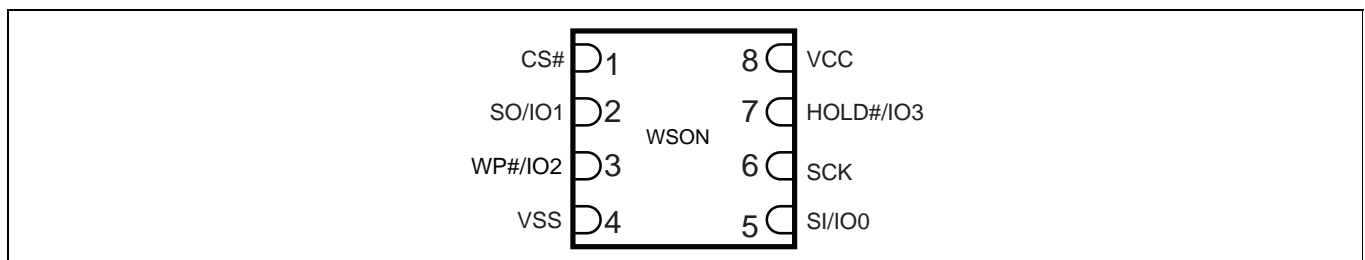 CS# 1 8 VCC
SO/IO1 2 7 HOLD#/IO3
WSON
WP#/IO2 3 6 SCK
VSS 4 5 SI/IO0